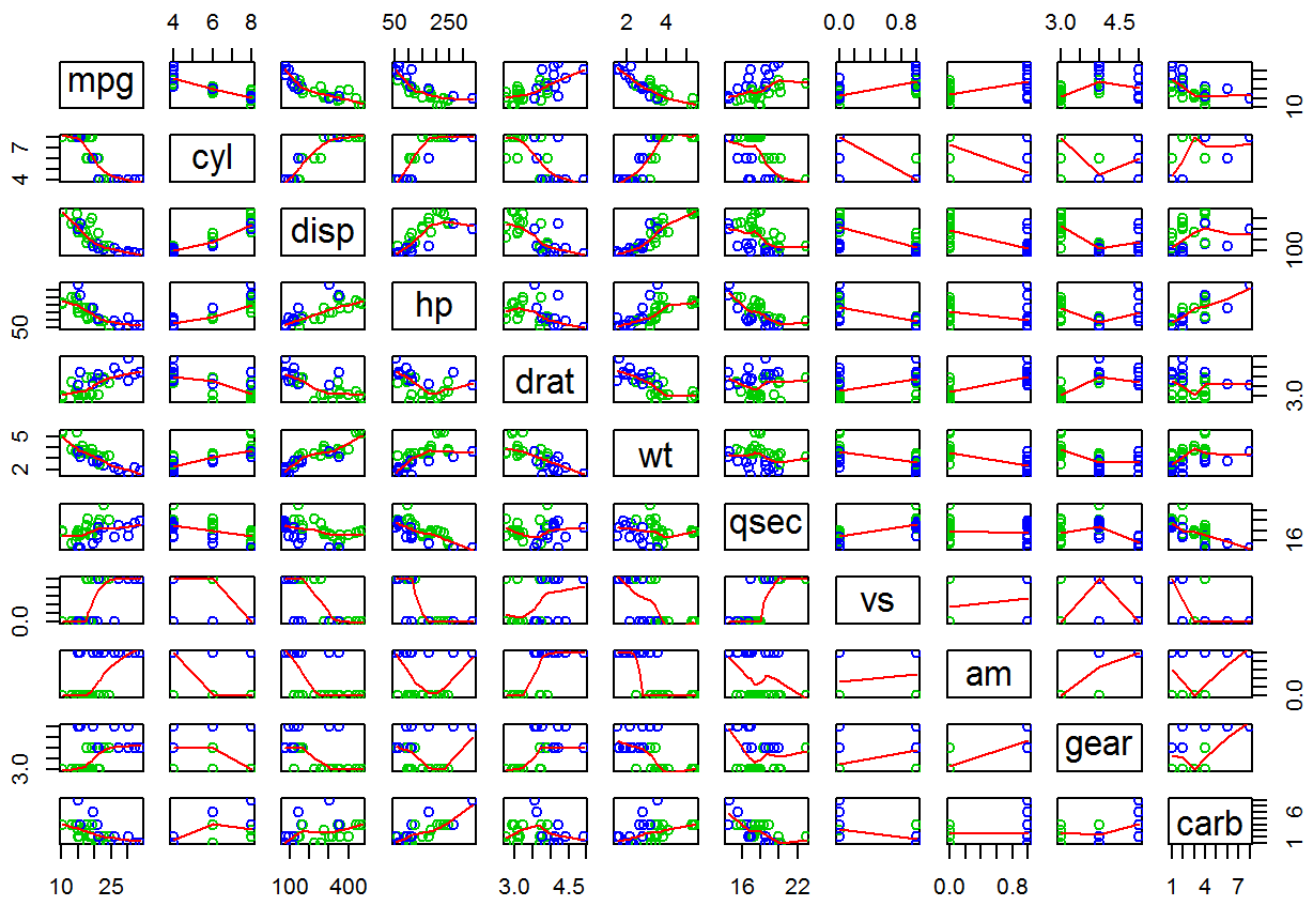 4 6 8 50 250 2 4 0.0 0.8 3.0 4.5
mpg 10
7 4 cyl
disp 100
50 hp
drat 3.0
5 2 wt
qsec 16
0.0 vs
am 0.0
3.0 gear
carb 6 1
10 25 100 400 3.0 4.5 16 22 0.0 0.8 1 4 7